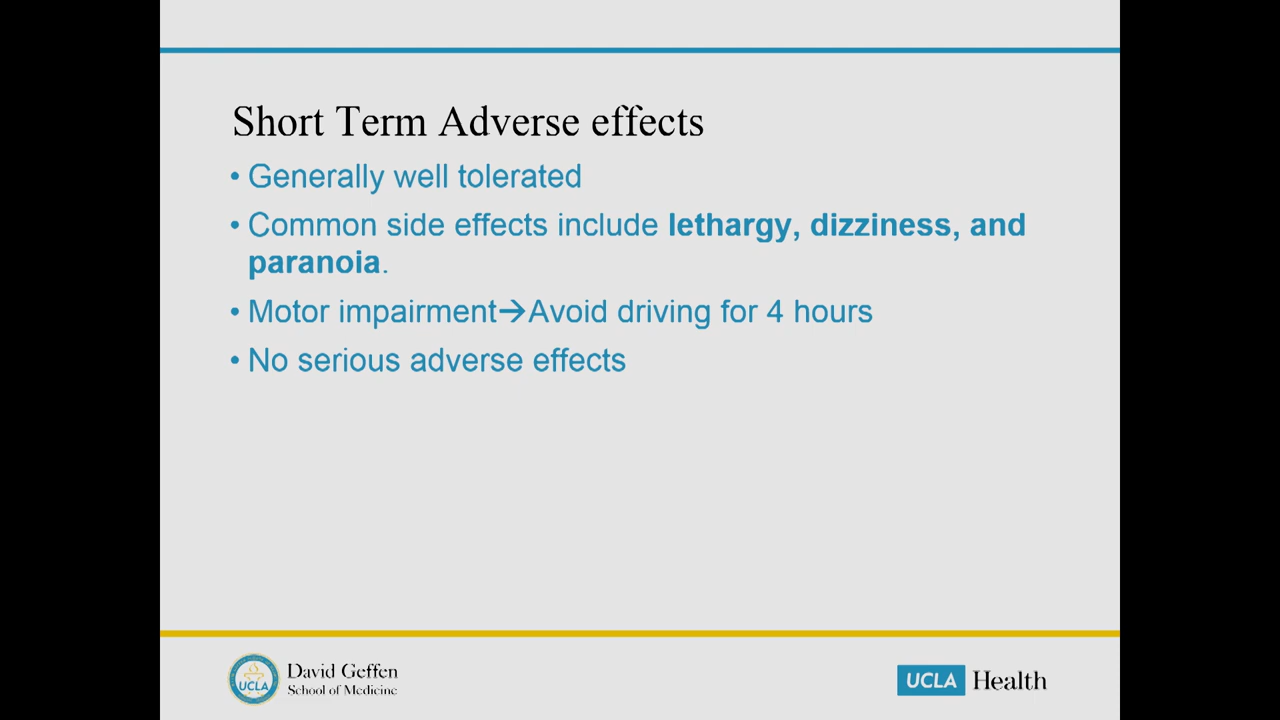 Short Term Adverse effects
• Generally well tolerated
• Common side effects include lethargy, dizziness, and
paranoia.
• Motor impairment→Avoid driving for 4 hours
• No serious adverse effects
UCLA
David Geffen
School of Medicine
UCLA Health